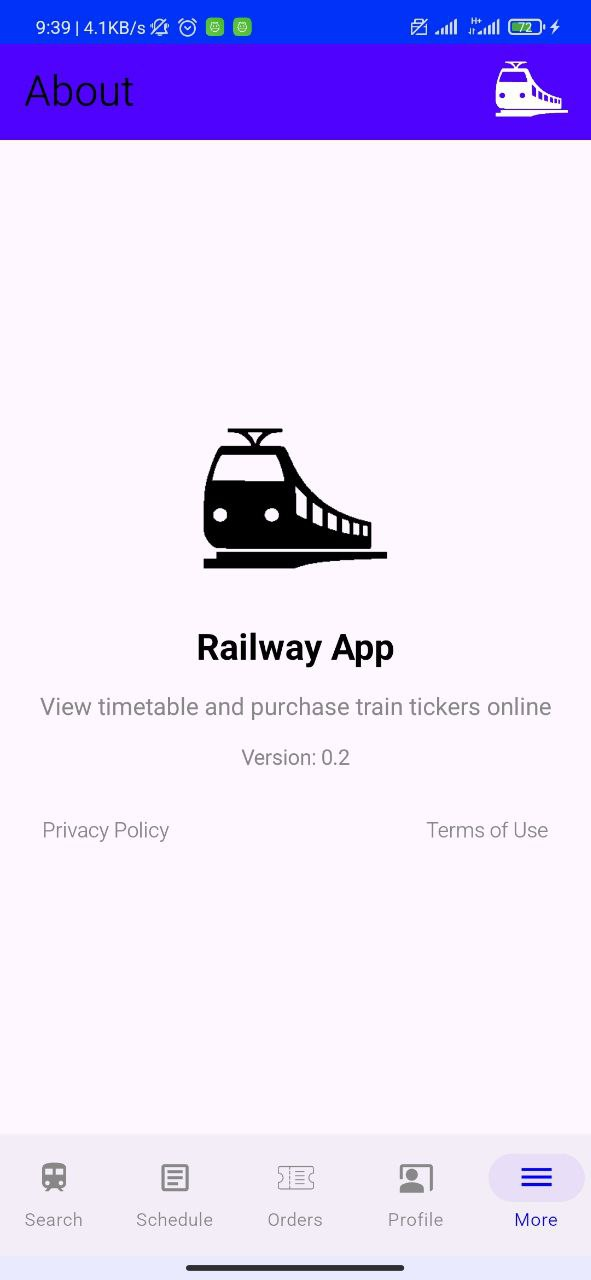 9:39 | 4.1KB/s H+ 72
About
Railway App
View timetable and purchase train tickers online
Version: 0.2
Privacy Policy Terms of Use
Search Schedule Orders Profile More